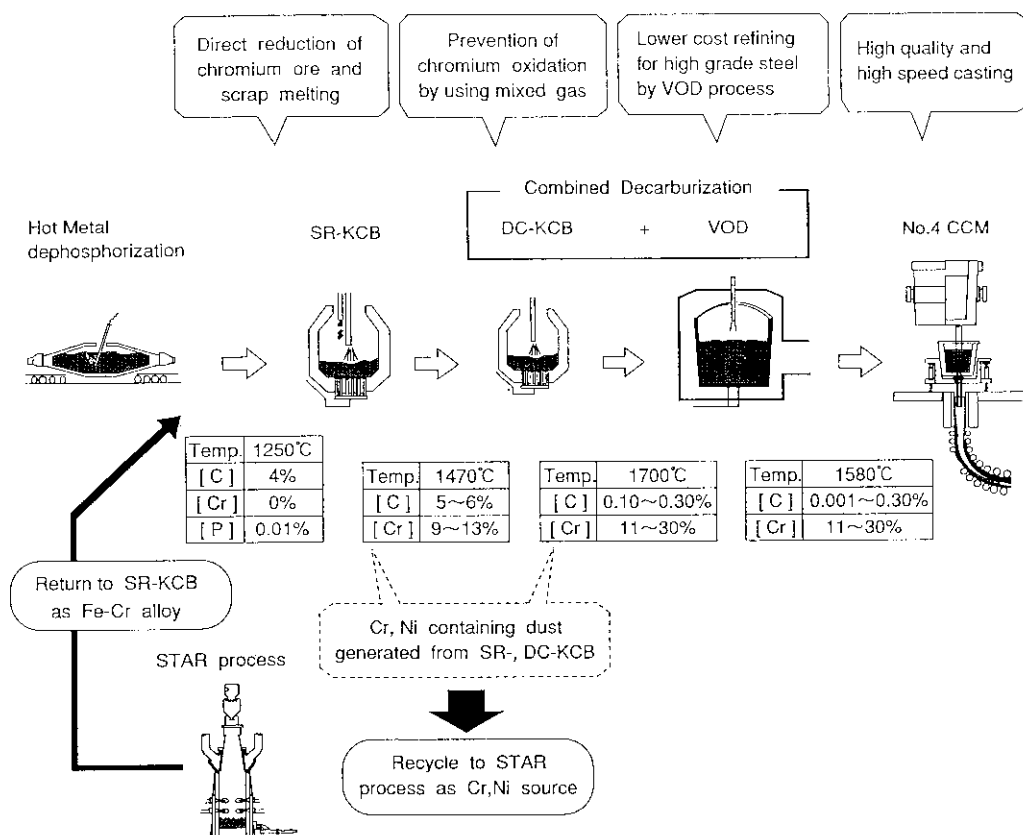 Direct reduction of
chromium ore and
scrap melting
Prevention of
chromium oxidation
by using mixed gas
Lower cost refining
for high grade steel
by VOD process
High quality and
high speed casting
Combined Decarburization
Hot Metal
dephosphorization
SR-KCB
DC-KCB + VOD
No.4 CCM
Temp. 1250℃
[C] 4%
[Cr] 0%
[P] 0.01%
Temp. 1470℃
[C] 5~6%
[Cr] 9~13%
Temp. 1700℃
[C] 0.10~0.30%
[Cr] 11~30%
Temp. 1580℃
[C] 0.001~0.30%
[Cr] 11~30%
Return to SR-KCB
as Fe-Cr alloy
Cr, Ni containing dust
generated from SR-, DC-KCB
STAR process
Recycle to STAR
process as Cr,Ni source